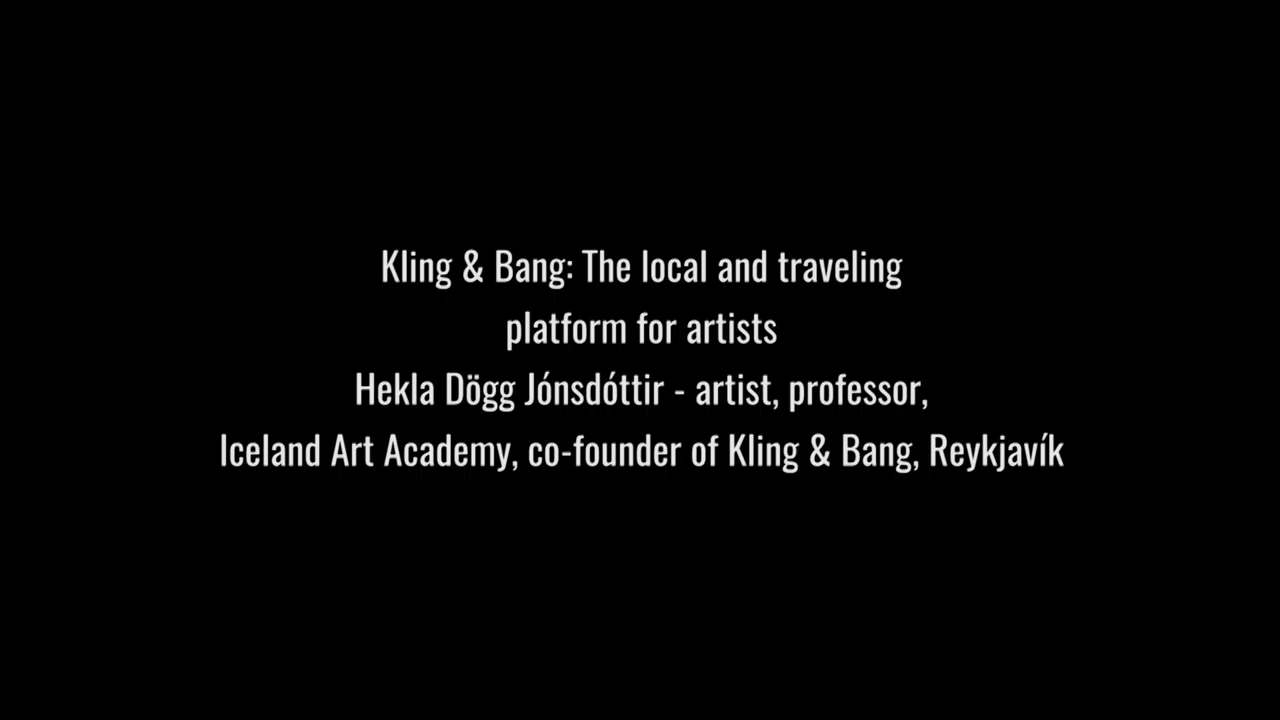 Kling & Bang: The local and traveling
platform for artists
Hekla Dögg Jónsdóttir - artist, professor,
Iceland Art Academy, co-founder of Kling & Bang, Reykjavík